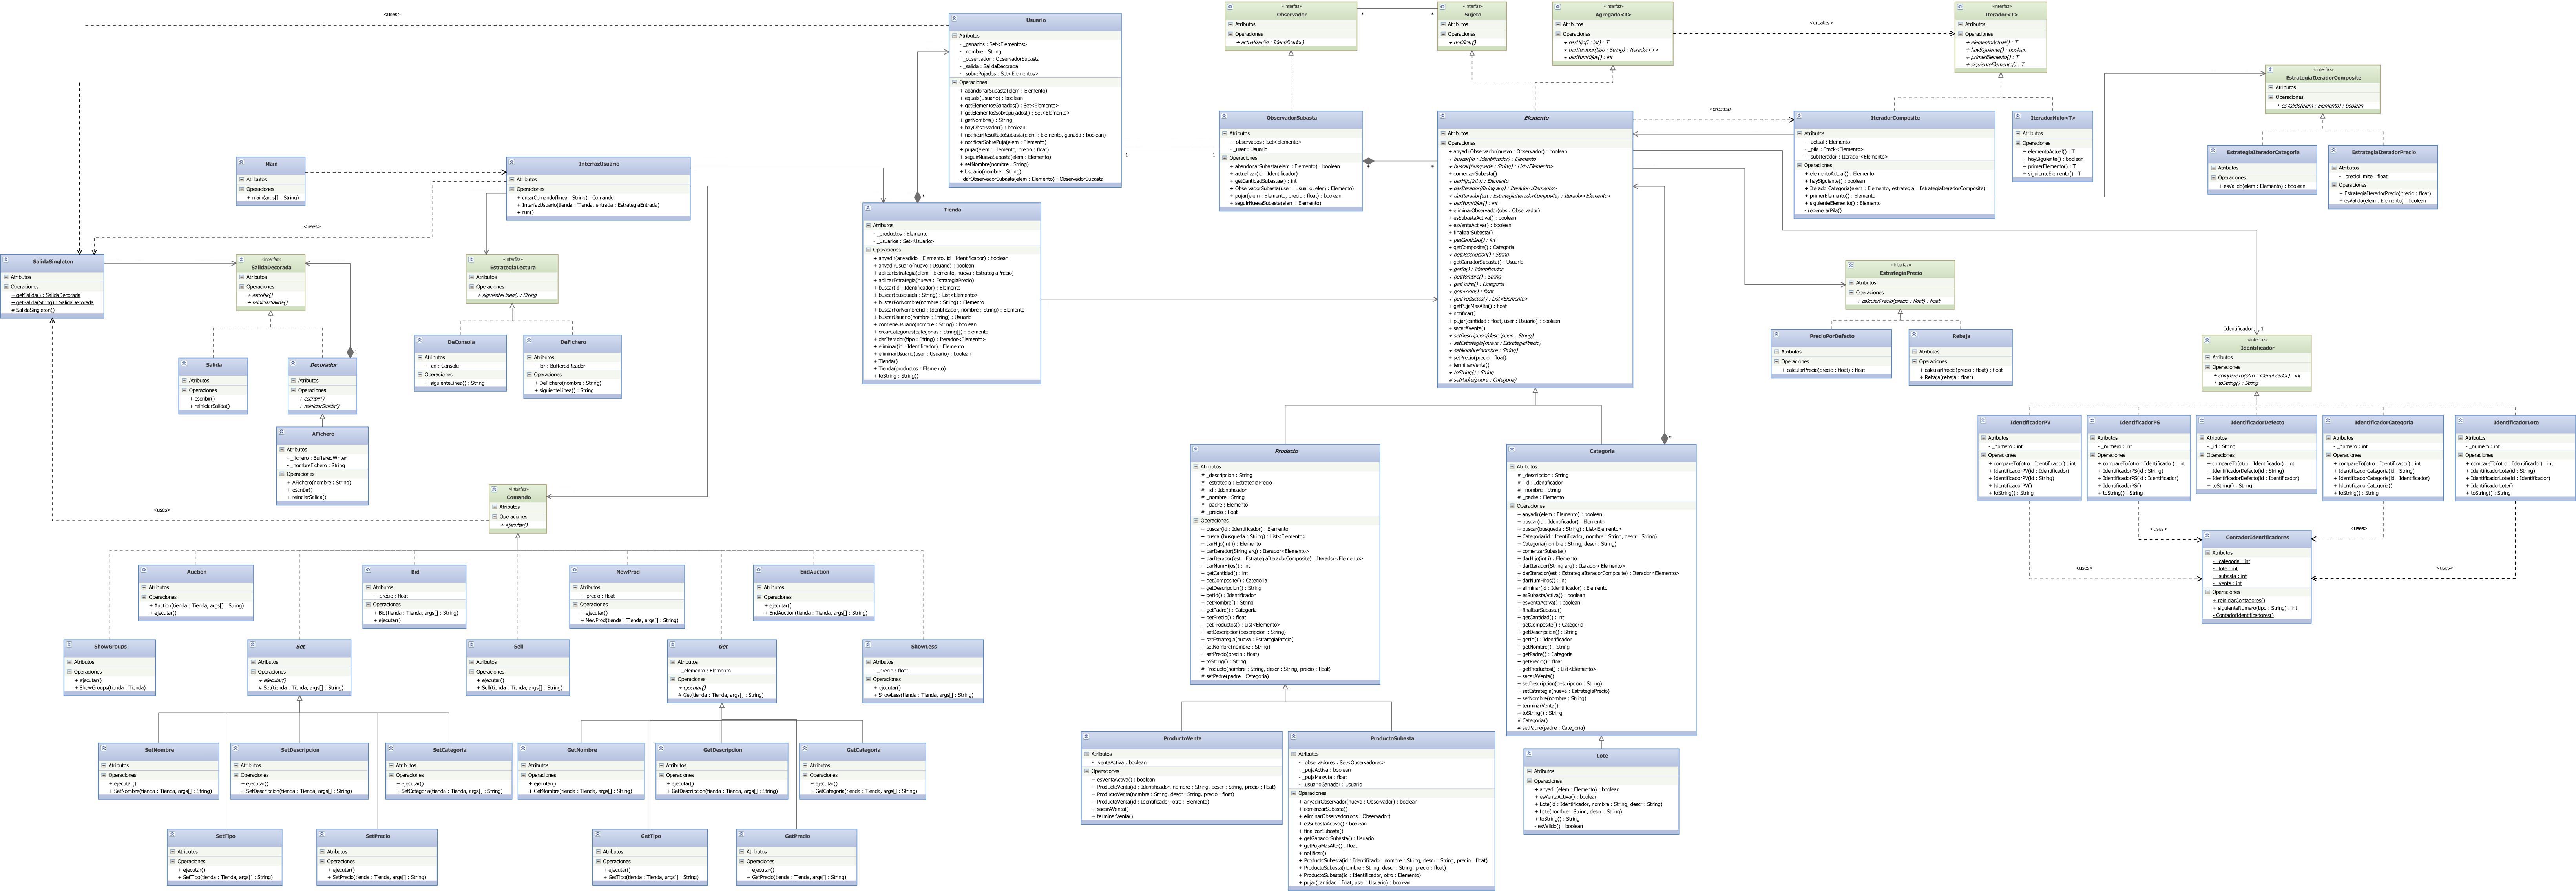 <uses>
Usuario
Atributos
- _ganados : Set<Elementos>
- _nombre : String
- _observador : ObservadorSubasta
- _salida : SalidaDecorada
- _sobrePujados : Set<Elementos>
Operaciones
+ abandonarSubasta(elem : Elemento)
+ equals(Usuario) : boolean
+ getElementosGanados() : Set<Elemento>
+ getElementosSobrepujados() : Set<Elemento>
+ getNombre() : String
+ hayObservador() : boolean
+ notificarResultadoSubasta(elem : Elemento, ganada : boolean)
+ notificarSobrePuja(elem : Elemento)
+ pujar(elem : Elemento, precio : float)
+ seguirNuevaSubasta(elem : Elemento)
+ setNombre(nombre : String)
+ Usuario(nombre : String)
- darObservadorSubasta(elem : Elemento) : ObservadorSubasta
«interfaz»
Observador
Atributos
Operaciones
+ actualizar(id : Identificador)
*
*
«interfaz»
Sujeto
Atributos
Operaciones
+ notificar()
«interfaz»
Agregado<T>
Atributos
Operaciones
+ darHijo(i : int) : T
+ darIterador(tipo : String) : Iterador<T>
+ darNumHijos() : int
<creates>
«interfaz»
Iterador<T>
Atributos
Operaciones
+ elementoActual() : T
+ haySiguiente() : boolean
+ primerElemento() : T
+ siguienteElemento() : T
«interfaz»
EstrategiaIteradorComposite
Atributos
Operaciones
+ esValido(elem : Elemento) : boolean
Main
Atributos
Operaciones
+ main(args[] : String)
InterfazUsuario
Atributos
Operaciones
+ crearComando(linea : String) : Comando
+ InterfazUsuario(tienda : Tienda, entrada : EstrategiaEntrada)
+ run()
1
1
ObservadorSubasta
Atributos
- _observados : Set<Elemento>
- _user : Usuario
Operaciones
+ abandonarSubasta(elem : Elemento) : boolean
+ actualizar(id : Identificador)
+ getCantidadSubasta() : int
+ ObservadorSubasta(user : Usuario, elem : Elemento)
+ pujar(elem : Elemento, precio : float) : boolean
+ seguirNuevaSubasta(elem : Elemento)
*
*
Elemento
Atributos
Operaciones
+ anyadirObservador(nuevo : Observador) : boolean
+ buscar(id : Identificador) : Elemento
+ buscar(busqueda : String) : List<Elemento>
+ comenzarSubasta()
+ darHijo(int i) : Elemento
+ darIterador(String arg) : Iterador<Elemento>
+ darIterador(est : EstrategiaIteradorComposite) : Iterador<Elemento>
+ darNumHijos() : int
+ eliminarObservador(obs : Observador)
+ esSubastaActiva() : boolean
+ esVentaActiva() : boolean
+ finalizarSubasta()
+ getCantidad() : int
+ getComposite() : Categoria
+ getDescripcion() : String
+ getGanadorSubasta() : Usuario
+ getId() : Identificador
+ getNombre() : String
+ getPadre() : Categoria
+ getPrecio() : float
+ getProductos() : List<Elemento>
+ getPujaMasAlta() : float
+ notificar()
+ pujar(cantidad : float, user : Usuario) : boolean
+ sacarAVenta()
+ setDescripcion(descripcion : String)
+ setEstrategia(nueva : EstrategiaPrecio)
+ setNombre(nombre : String)
+ setPrecio(precio : float)
+ terminarVenta()
+ toString() : String
# setPadre(padre : Categoria)
<creates>
IteradorComposite
Atributos
- _actual : Elemento
- _pila : Stack<Elemento>
- _subIterador : Iterador<Elemento>
Operaciones
+ elementoActual() : Elemento
+ haySiguiente() : boolean
+ IteradorCategoria(elem : Elemento, estrategia : EstrategiaIteradorComposite)
+ primerElemento() : Elemento
+ siguienteElemento() : Elemento
- regenerarPila()
IteradorNulo<T>
Atributos
Operaciones
+ elementoActual() : T
+ haySiguiente() : boolean
+ primerElemento() : T
+ siguienteElemento() : T
EstrategiaIteradorCategoria
Atributos
Operaciones
+ esValido(elem : Elemento) : boolean
EstrategiaIteradorPrecio
Atributos
- _precioLimite : float
Operaciones
+ EstrategiaIteradorPrecio(precio : float)
+ esValido(elem : Elemento) : boolean
*
Tienda
Atributos
- _productos : Elemento
- _usuarios : Set<Usuario>
Operaciones
+ anyadir(anyadido : Elemento, id : Identificador) : boolean
+ anyadirUsuario(nuevo : Usuario) : boolean
+ aplicarEstrategia(elem : Elemento, nueva : EstrategiaPrecio)
+ aplicarEstrategia(nueva : EstrategiaPrecio)
+ buscar(id : Identificador) : Elemento
+ buscar(busqueda : String) : List<Elemento>
+ buscarPorNombre(nombre : String) : Elemento
+ buscarPorNombre(id : Identificador, nombre : String) : Elemento
+ buscarUsuario(nombre : String) : Usuario
+ contieneUsuario(nombre : String) : boolean
+ crearCategorias(categorias : String[]) : Elemento
+ darIterador(tipo : String) : Iterador<Elemento>
+ eliminar(id : Identificador) : Elemento
+ eliminarUsuario(user : Usuario) : boolean
+ Tienda()
+ Tienda(productos : Elemento)
+ toString : String()
<uses>
SalidaSingleton
Atributos
Operaciones
+ getSalida() : SalidaDecorada
+ getSalida(String) : SalidaDecorada
# SalidaSingleton()
«interfaz»
SalidaDecorada
Atributos
Operaciones
+ escribir()
+ reiniciarSalida()
«interfaz»
EstrategiaLectura
Atributos
Operaciones
+ siguienteLinea() : String
«interfaz»
EstrategiaPrecio
Atributos
Operaciones
+ calcularPrecio(precio : float) : float
PrecioPorDefecto
Atributos
Operaciones
+ calcularPrecio(precio : float) : float
Rebaja
Atributos
Operaciones
+ calcularPrecio(precio : float) : float
+ Rebaja(rebaja : float)
Identificador
1
«interfaz»
Identificador
Atributos
Operaciones
+ compareTo(otro : Identificador) : int
+ toString() : String
1
Salida
Atributos
Operaciones
+ escribir()
+ reiniciarSalida()
Decorador
Atributos
Operaciones
+ escribir()
+ reiniciarSalida()
DeConsola
Atributos
- _cn : Console
Operaciones
+ siguienteLinea() : String
DeFichero
Atributos
- _br : BufferedReader
Operaciones
+ DeFichero(nombre : String)
+ siguienteLinea() : String
AFichero
Atributos
- _fichero : BufferedWriter
- _nombreFichero : String
Operaciones
+ AFichero(nombre : String)
+ escribir()
+ reinciarSalida()
IdentificadorPV
Atributos
- _numero : int
Operaciones
+ compareTo(otro : Identificador) : int
+ IdentificadorPV(id : Identificador)
+ IdentificadorPV(id : String)
+ IdentificadorPV()
+ toString() : String
IdentificadorPS
Atributos
- _numero : int
Operaciones
+ compareTo(otro : Identificador) : int
+ IdentificadorPS(id : String)
+ IdentificadorPS(id : Identificador)
+ IdentificadorPS()
+ toString() : String
IdentificadorDefecto
Atributos
- _id : String
Operaciones
+ compareTo(otro : Identificador) : int
+ IdentificadorDefecto(id : String)
+ IdentificadorDefecto(id : Identificador)
+ toString() : String
IdentificadorCategoria
Atributos
- _numero : int
Operaciones
+ compareTo(otro : Identificador) : int
+ IdentificadorCategoria(id : String)
+ IdentificadorCategoria(id : Identificador)
+ IdentificadorCategoria()
+ toString() : String
IdentificadorLote
Atributos
- _numero : int
Operaciones
+ compareTo(otro : Identificador) : int
+ IdentificadorLote(id : String)
+ IdentificadorLote(id : Identificador)
+ IdentificadorLote()
+ toString() : String
<uses>
<uses>
<uses>
<uses>
ContadorIdentificadores
Atributos
- _categoria : int
- _lote : int
- _subasta : int
- _venta : int
Operaciones
+ reiniciarContadores()
+ siguienteNumero(tipo : String) : int
- ContadorIdentificadores()
*
Producto
Atributos
# _descripcion : String
# _estrategia : EstrategiaPrecio
# _id : Identificador
# _nombre : String
# _padre : Elemento
# _precio : float
Operaciones
+ buscar(id : Identificador) : Elemento
+ buscar(busqueda : String) : List<Elemento>
+ darHijo(int i) : Elemento
+ darIterador(String arg) : Iterador<Elemento>
+ darIterador(est : EstrategiaIteradorComposite) : Iterador<Elemento>
+ darNumHijos() : int
+ getCantidad() : int
+ getComposite() : Categoria
+ getDescripcion() : String
+ getId() : Identificador
+ getNombre() : String
+ getPadre() : Categoria
+ getPrecio() : float
+ getProductos() : List<Elemento>
+ setDescripcion(descripcion : String)
+ setEstrategia(nueva : EstrategiaPrecio)
+ setNombre(nombre : String)
+ setPrecio(precio : float)
+ toString() : String
# Producto(nombre : String, descr : String, precio : float)
# setPadre(padre : Categoria)
Categoria
Atributos
# _descripcion : String
# _id : Identificador
# _nombre : String
# _padre : Elemento
Operaciones
+ anyadir(elem : Elemento) : boolean
+ buscar(id : Identificador) : Elemento
+ buscar(busqueda : String) : List<Elemento>
+ Categoria(id : Identificador, nombre : String, descr : String)
+ Categoria(nombre : String, descr : String)
+ comenzarSubasta()
+ darHijo(int i) : Elemento
+ darIterador(String arg) : Iterador<Elemento>
+ darIterador(est : EstrategiaIteradorComposite) : Iterador<Elemento>
+ darNumHijos() : int
+ eliminar(id : Identificador) : Elemento
+ esSubastaActiva() : boolean
+ esVentaActiva() : boolean
+ finalizarSubasta()
+ getCantidad() : int
+ getComposite() : Categoria
+ getDescripcion() : String
+ getId() : Identificador
+ getNombre() : String
+ getPadre() : Categoria
+ getPrecio() : float
+ getProductos() : List<Elemento>
+ sacarAVenta()
+ setDescripcion(descripcion : String)
+ setEstrategia(nueva : EstrategiaPrecio)
+ setNombre(nombre : String)
+ terminarVenta()
+ toString() : String
# Categoria()
# setPadre(padre : Categoria)
ProductoVenta
Atributos
- _ventaActiva : boolean
Operaciones
+ esVentaActiva() : boolean
+ ProductoVenta(id : Identificador, nombre : String, descr : String, precio : float)
+ ProductoVenta(nombre : String, descr : String, precio : float)
+ ProductoVenta(id : Identificador, otro : Elemento)
+ sacarAVenta()
+ terminarVenta()
ProductoSubasta
Atributos
- _observadores : Set<Observadores>
- _pujaActiva : boolean
- _pujaMasAlta : float
- _usuarioGanador : Usuario
Operaciones
+ anyadirObservador(nuevo : Observador) : boolean
+ comenzarSubasta()
+ eliminarObservador(obs : Observador)
+ esSubastaActiva() : boolean
+ finalizarSubasta()
+ getGanadorSubasta() : Usuario
+ getPujaMasAlta() : float
+ notificar()
+ ProductoSubasta(id : Identificador, nombre : String, descr : String, precio : float)
+ ProductoSubasta(nombre : String, descr : String, precio : float)
+ ProductoSubasta(id : Identificador, otro : Elemento)
+ pujar(cantidad : float, user : Usuario) : boolean
Lote
Atributos
Operaciones
+ anyadir(elem : Elemento) : boolean
+ esVentaActiva() : boolean
+ Lote(id : Identificador, nombre : String, descr : String)
+ Lote(nombre : String, descr : String)
+ toString() : String
- esValido() : boolean
<uses>
«interfaz»
Comando
Atributos
Operaciones
+ ejecutar()
Auction
Atributos
Operaciones
+ Auction(tienda : Tienda, args[] : String)
+ ejecutar()
Bid
Atributos
- _precio : float
Operaciones
+ Bid(tienda : Tienda, args[] : String)
+ ejecutar()
NewProd
Atributos
- _precio : float
Operaciones
+ ejecutar()
+ NewProd(tienda : Tienda, args[] : String)
EndAuction
Atributos
Operaciones
+ ejecutar()
+ EndAuction(tienda : Tienda, args[] : String)
ShowGroups
Atributos
Operaciones
+ ejecutar()
+ ShowGroups(tienda : Tienda)
Set
Atributos
Operaciones
+ ejecutar()
# Set(tienda : Tienda, args[] : String)
Sell
Atributos
Operaciones
+ ejecutar()
+ Sell(tienda : Tienda, args[] : String)
Get
Atributos
- _elemento : Elemento
Operaciones
+ ejecutar()
# Get(tienda : Tienda, args[] : String)
ShowLess
Atributos
- _precio : float
Operaciones
+ ejecutar()
+ ShowLess(tienda : Tienda, args[] : String)
SetNombre
Atributos
Operaciones
+ ejecutar()
+ SetNombre(tienda : Tienda, args[] : String)
SetDescripcion
Atributos
Operaciones
+ ejecutar()
+ SetDescripcion(tienda : Tienda, args[] : String)
SetCategoria
Atributos
Operaciones
+ ejecutar()
+ SetCategoria(tienda : Tienda, args[] : String)
GetNombre
Atributos
Operaciones
+ ejecutar()
+ GetNombre(tienda : Tienda, args[] : String)
GetDescripcion
Atributos
Operaciones
+ ejecutar()
+ GetDescripcion(tienda : Tienda, args[] : String)
GetCategoria
Atributos
Operaciones
+ ejecutar()
+ GetCategoria(tienda : Tienda, args[] : String)
SetTipo
Atributos
Operaciones
+ ejecutar()
+ SetTipo(tienda : Tienda, args[] : String)
SetPrecio
Atributos
Operaciones
+ ejecutar()
+ SetPrecio(tienda : Tienda, args[] : String)
GetTipo
Atributos
Operaciones
+ ejecutar()
+ GetTipo(tienda : Tienda, args[] : String)
GetPrecio
Atributos
Operaciones
+ ejecutar()
+ GetPrecio(tienda : Tienda, args[] : String)